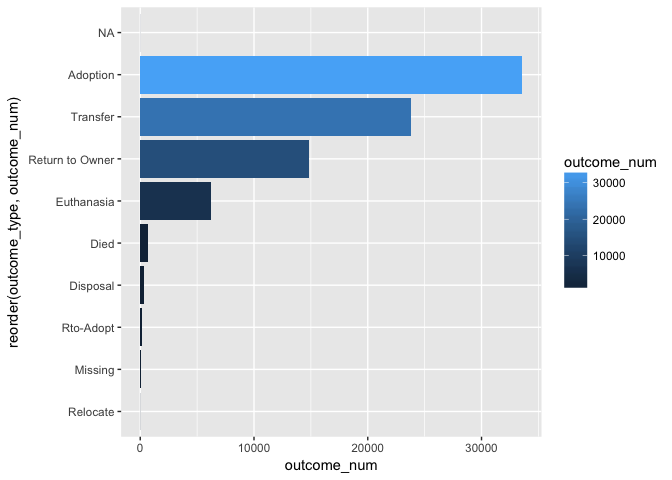 reorder(outcome_type, outcome_num)
NA
Adoption
Transfer
Return to Owner
Euthanasia
Died
Disposal
Rto-Adopt
Missing
Relocate
0 10000 20000 30000
outcome_num
outcome_num
30000
20000
10000